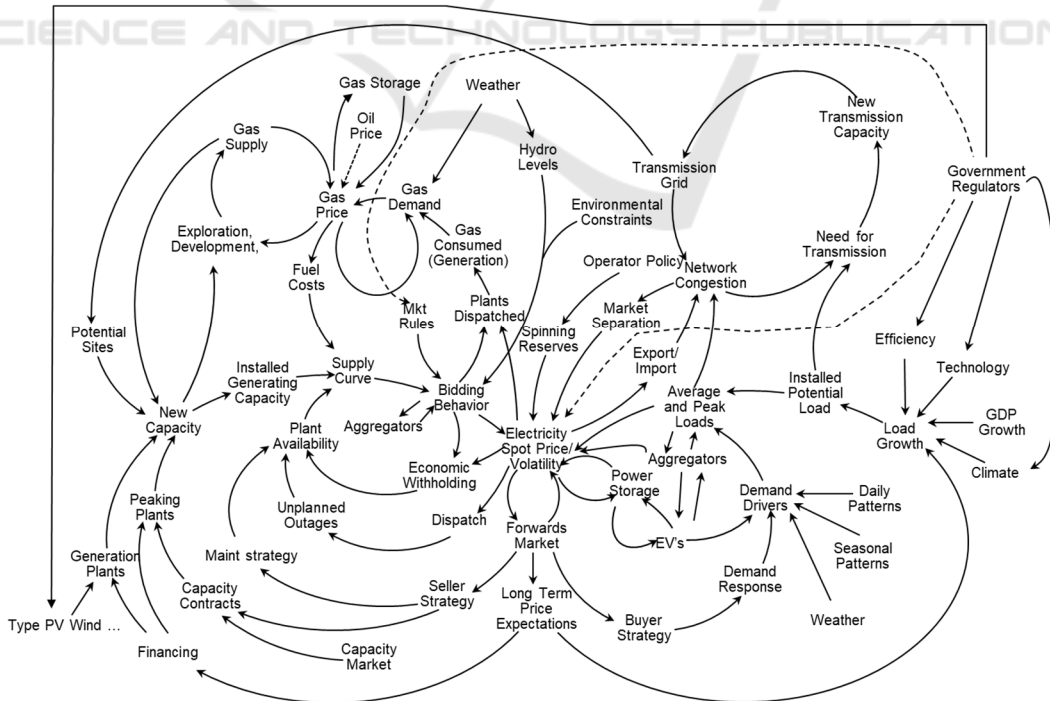 SCIENCE AND TECHNOLOGY PUBLICATIONS
Gas Storage
Weather
Oil
Price
New
Transmission
Capacity
Gas
Supply
Hydro
Levels
Transmission
Grid
Government
Regulators
Gas
Price
Gas
Demand
Environmental
Constraints
Exploration,
Development,
Gas
Consumed
(Generation)
Need for
Transmission
Operator Policy
Network
Congestion
Fuel
Costs
Plants
Dispatched
Mkt
Rules
Market
Separation
Spinning
Reserves
Potential
Sites
Efficiency
Export/
Import
Installed
Generating
Capacity
Supply
Curve
Technology
Bidding
Behavior
Average
and Peak
Loads
Installed
Potential
Load
New
Capacity
Aggregators
GDP
Growth
Plant
Availability
Electricity
Spot Price/
Volatility
Load
Growth
Aggregators
Economic
Withholding
Power
Storage
Climate
Peaking
Plants
Unplanned
Outages
Demand
Drivers
Daily
Patterns
Dispatch
Forwards
Market
EV's
Generation
Plants
Maint strategy
Seasonal
Patterns
Capacity
Contracts
Seller
Strategy
Long Term
Price
Expectations
Demand
Response
Type PV Wind ...
Buyer
Strategy
Weather
Financing
Capacity
Market